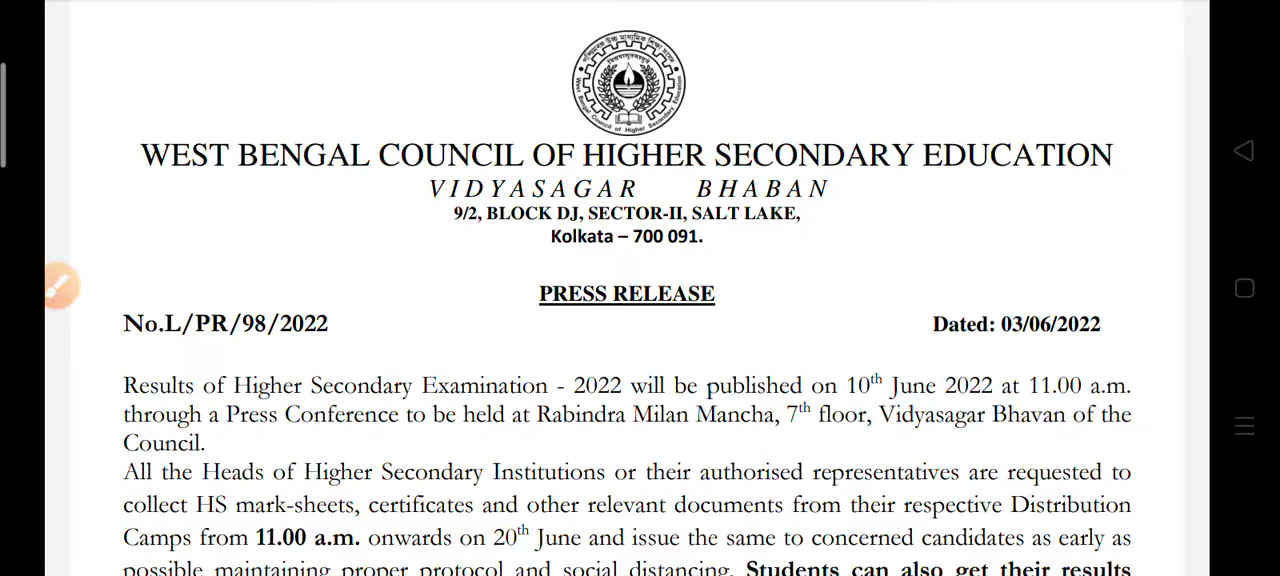 WEST BENGAL COUNCIL OF HIGHER SECONDARY EDUCATION
VIDYASAGAR BHABAN
9/2, BLOCK DJ, SECTOR-II, SALT LAKE,
Kolkata – 700 091.
PRESS RELEASE
No.L/PR/98/2022 Dated: 03/06/2022
Results of Higher Secondary Examination - 2022 will be published on 10th June 2022 at 11.00 a.m.
through a Press Conference to be held at Rabindra Milan Mancha, 7th floor, Vidyasagar Bhavan of the
Council.
All the Heads of Higher Secondary Institutions or their authorised representatives are requested to
collect HS mark-sheets, certificates and other relevant documents from their respective Distribution
Camps from 11.00 a.m. onwards on 20th June and issue the same to concerned candidates as early as
possible maintaining proper protocol and social distancing. Students can also get their results